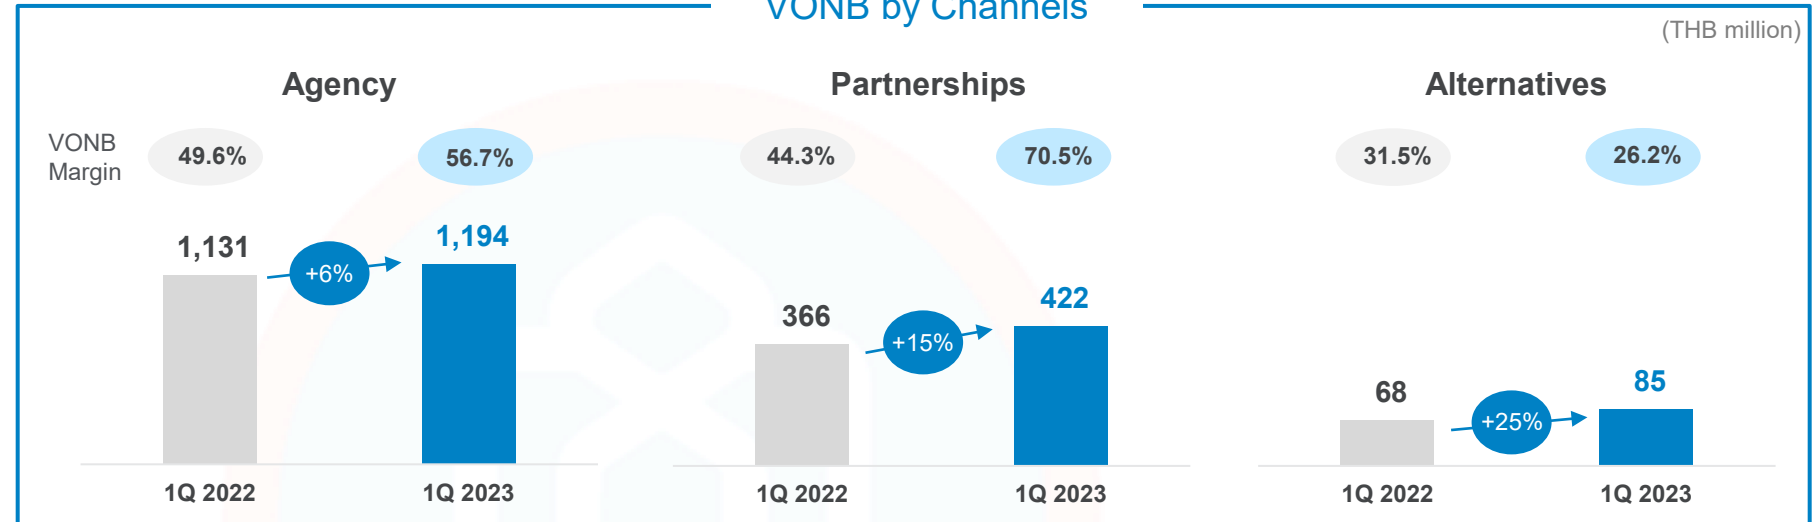 VONB by Channels
(THB million)
Agency
Partnerships
Alternatives
VONB
Margin
49.6%
56.7%
44.3%
70.5%
31.5%
26.2%
1,131
+6%
1,194
366
+15%
422
68
+25%
85
1Q 2022
1Q 2023
1Q 2022
1Q 2023
1Q 2022
1Q 2023